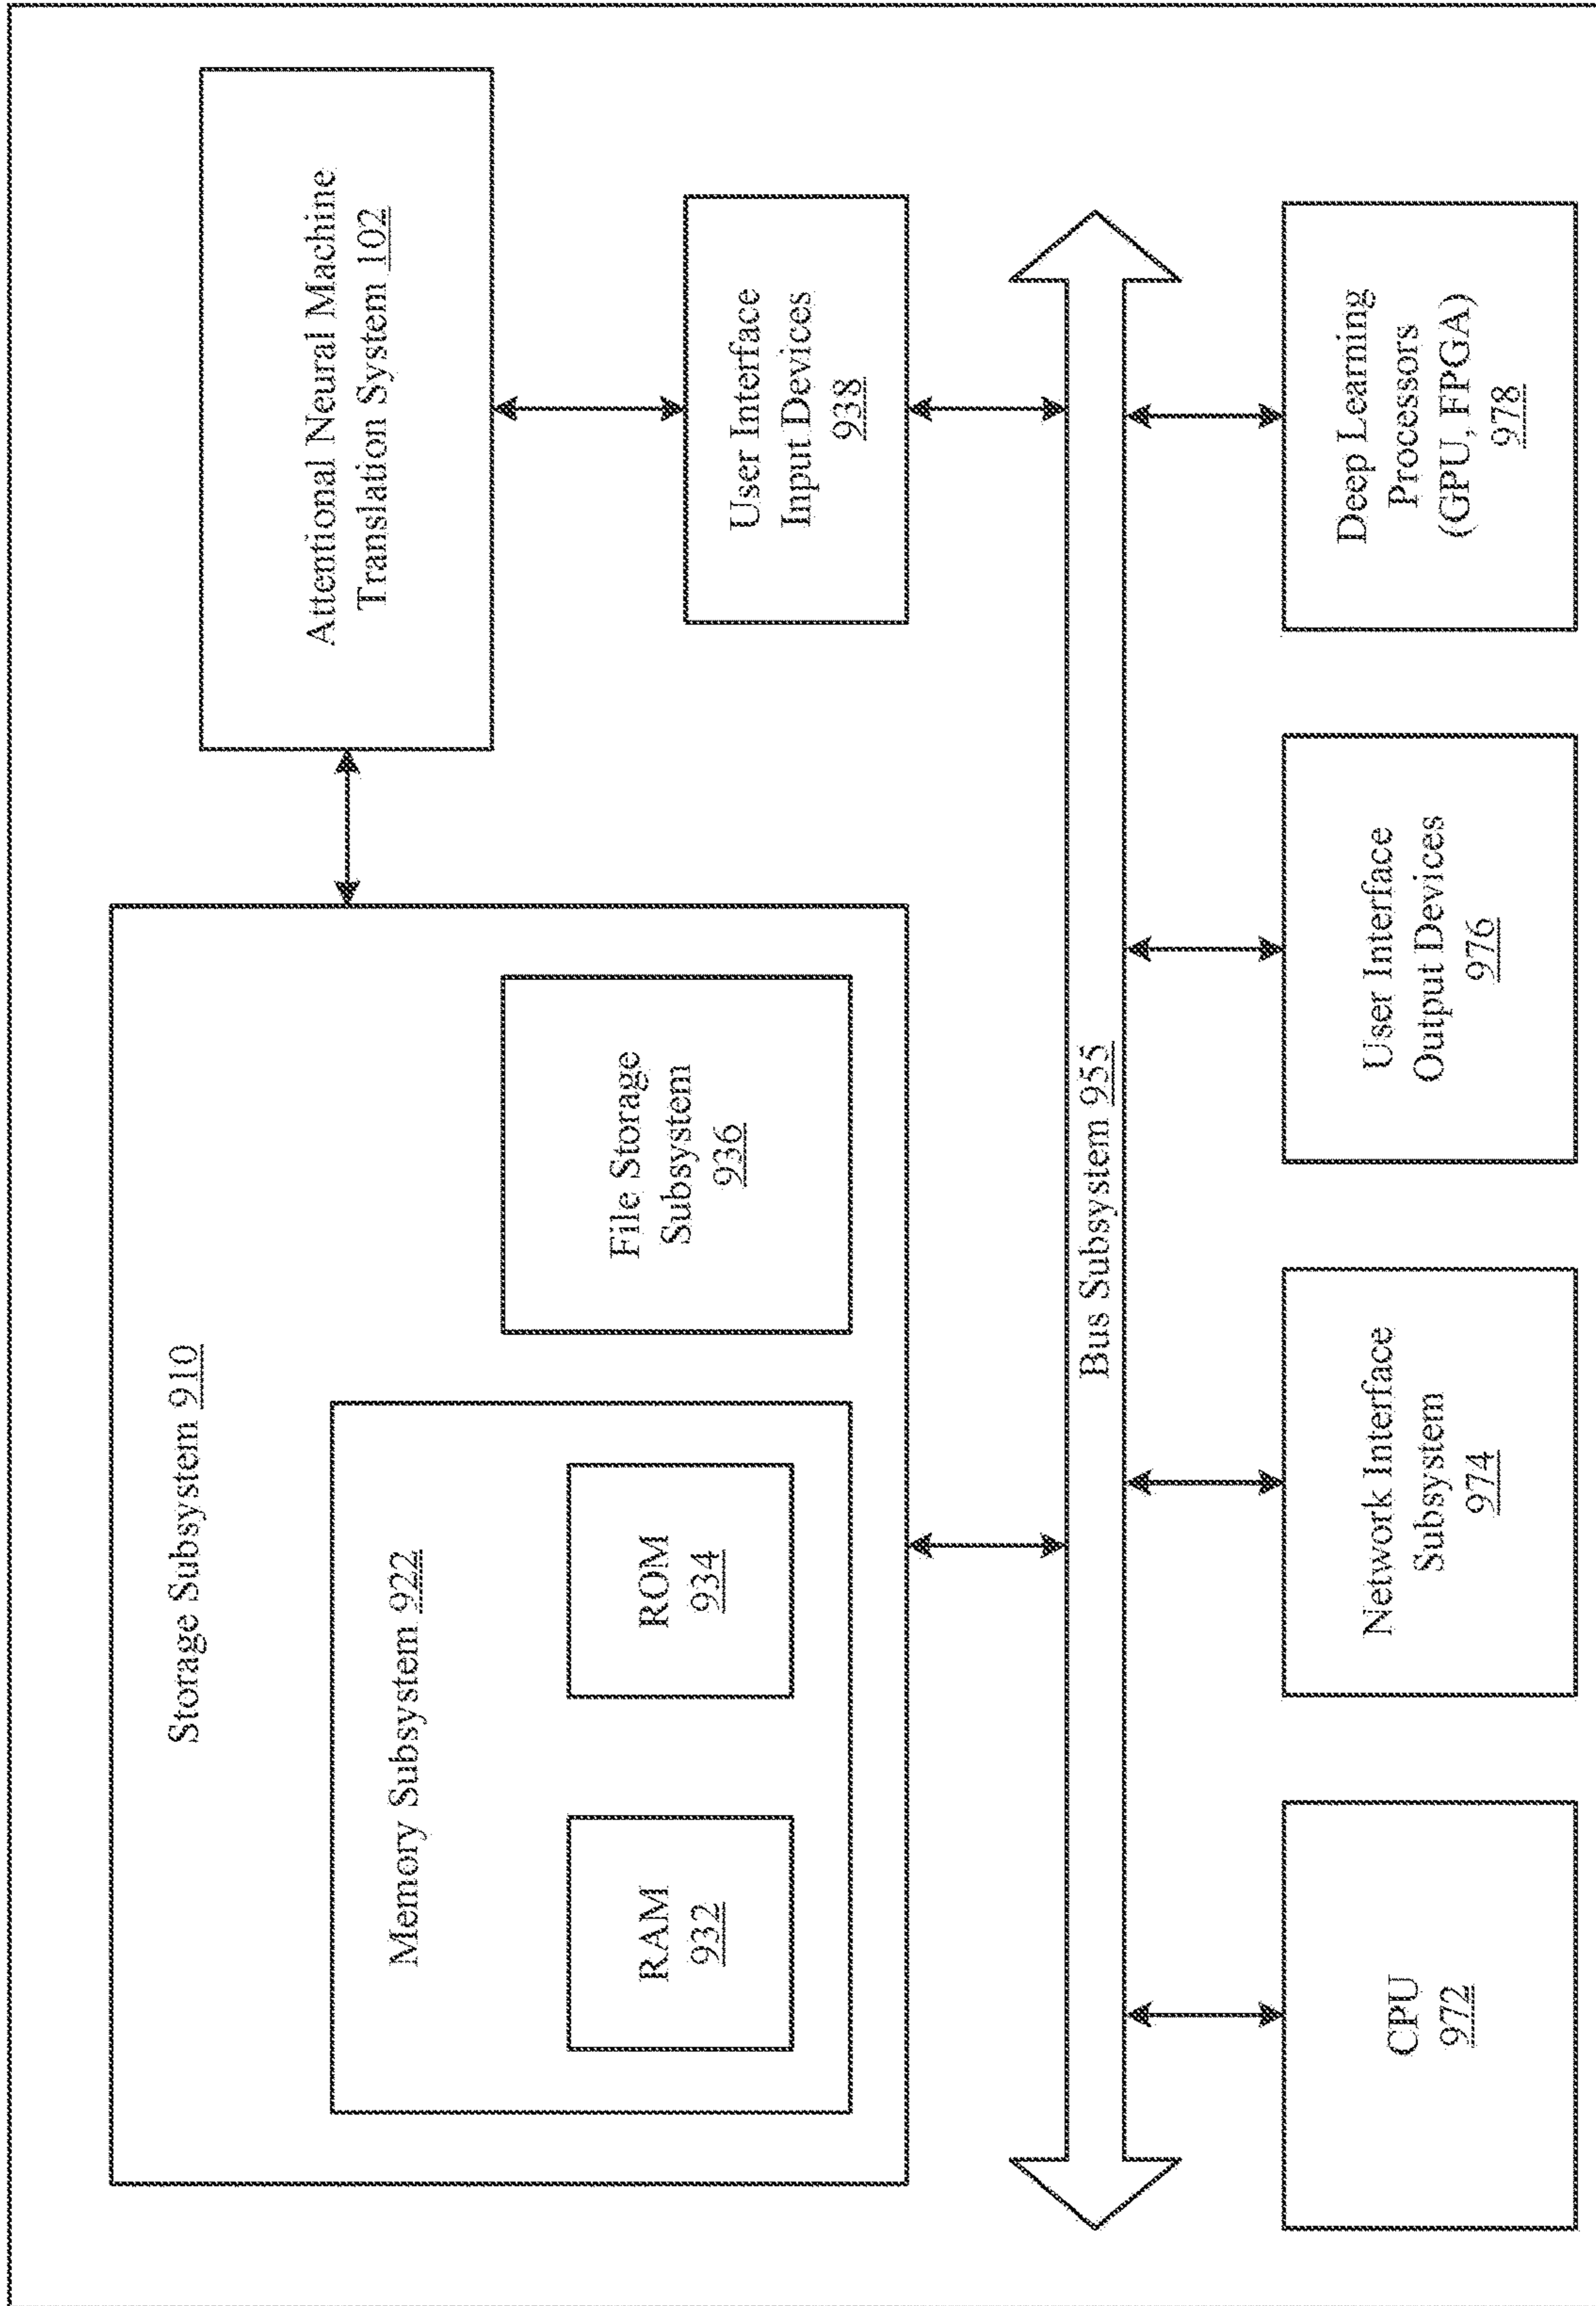 Storage Subsystem 910
Memory Subsystem 922
RAM
932
ROM
934
File Storage
Subsystem
936
Attentional Neural Machine
Translation System 102
User Interface
Input Devices
938
Bus Subsystem 955
CPU
972
Network Interface
Subsystem
974
User Interface
Output Devices
976
Deep Learning
Processors
(GPU, FPGA)
978